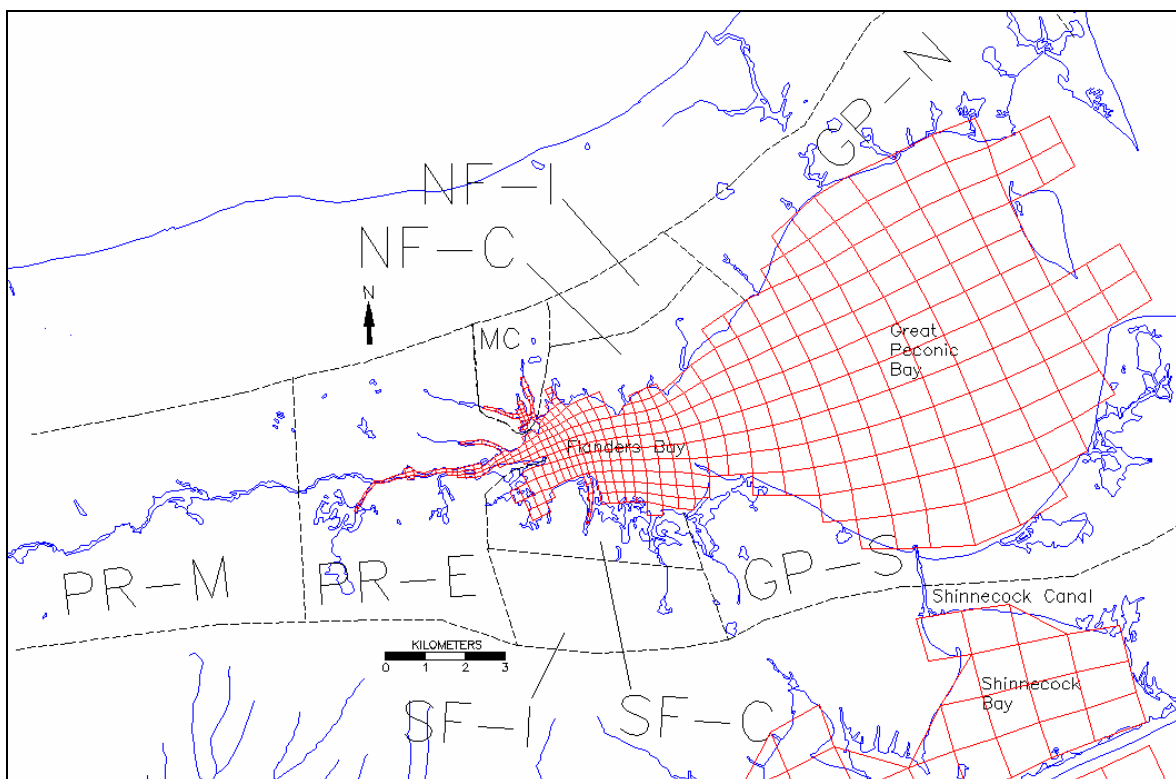 GP-N
NF-I
NF-C
N
MC
Great
Peconic
Bay
Flanders Bay
PR-M
PR-E
GP-S
Shinnecock Canal
KILOMETERS
0 1 2 3
SF-I
SF-C
Shinnecock
Bay